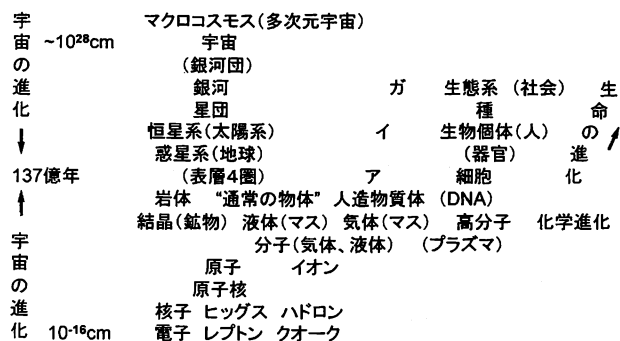 宇宙の進化
~10²⁸cm
マクロコスモス(多次元宇宙)
宇宙
(銀河団)
銀河 ガ 生態系 (社会)
星団 種
恒星系(太陽系) イ 生物個体(人)
惑星系(地球) (器官)
137億年 (表層4圏) ア 細胞
生命の進化
岩体 “通常の物体” 人造物質体 (DNA)
結晶(鉱物) 液体(マス) 気体(マス) 高分子 化学進化
分子(気体、液体) (プラズマ)
原子 イオン
原子核
核子 ヒッグス ハドロン
電子 レプトン クオーク
宇宙の進化
10⁻¹⁶cm